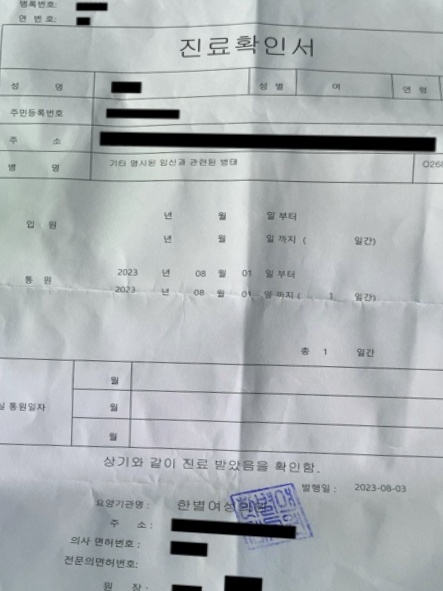 병록번호:
연 번 호:
진료확인서
성 명 성 별 여 연 령
주민등록번호
주 소
병 명 기타 명시된 임신과 관련된 병태 O268
입 원 년 월 일 부터
년 월 일 까지 ( 일간)
통 원 2023 년 08 월 01 일 부터
2023 년 08 월 01 일 까지 ( 1 일간)
총 1 일간
월
실 통원일자 월
월
상기와 같이 진료 받았음을 확인함.
발행일 : 2023-08-03
요양기관명 : 한별여성의원
주 소 :
의사 면허번호 :
전문의면허번호:
원 장 :